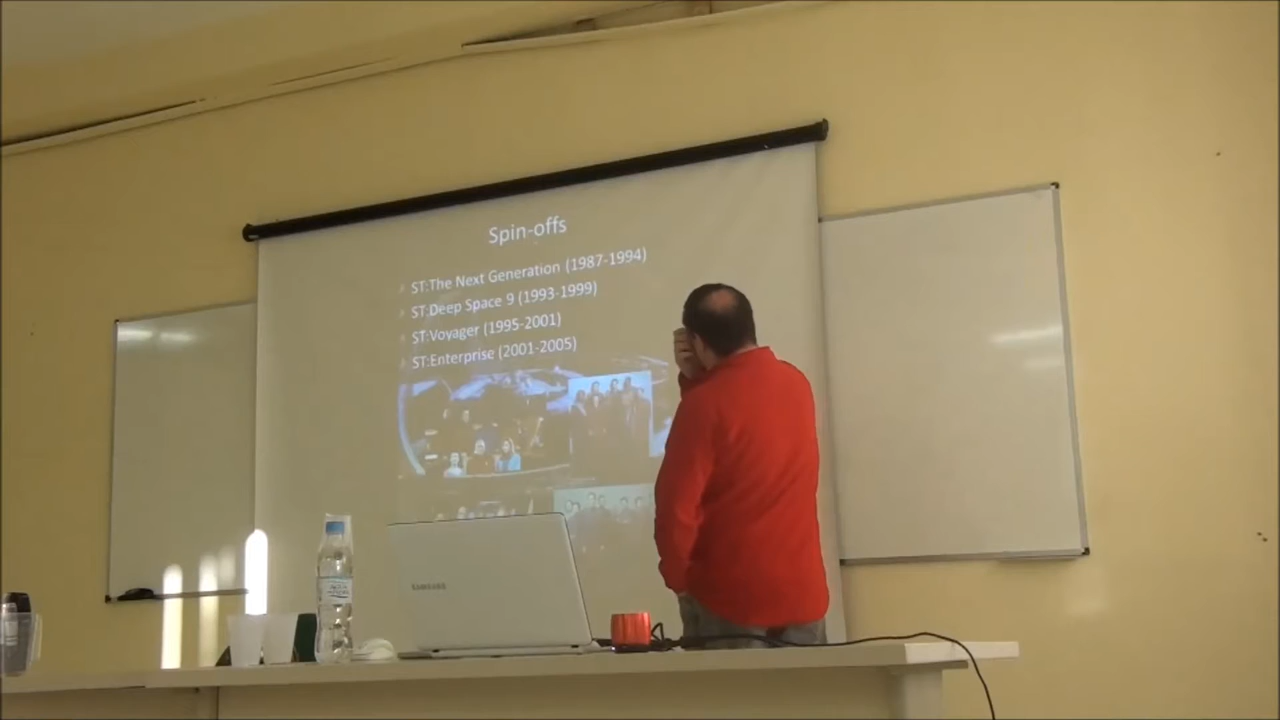 Spin-offs
ST:The Next Generation (1987-1994)
ST:Deep Space 9 (1993-1999)
ST:Voyager (1995-2001)
ST:Enterprise (2001-2005)
SAMSUNG